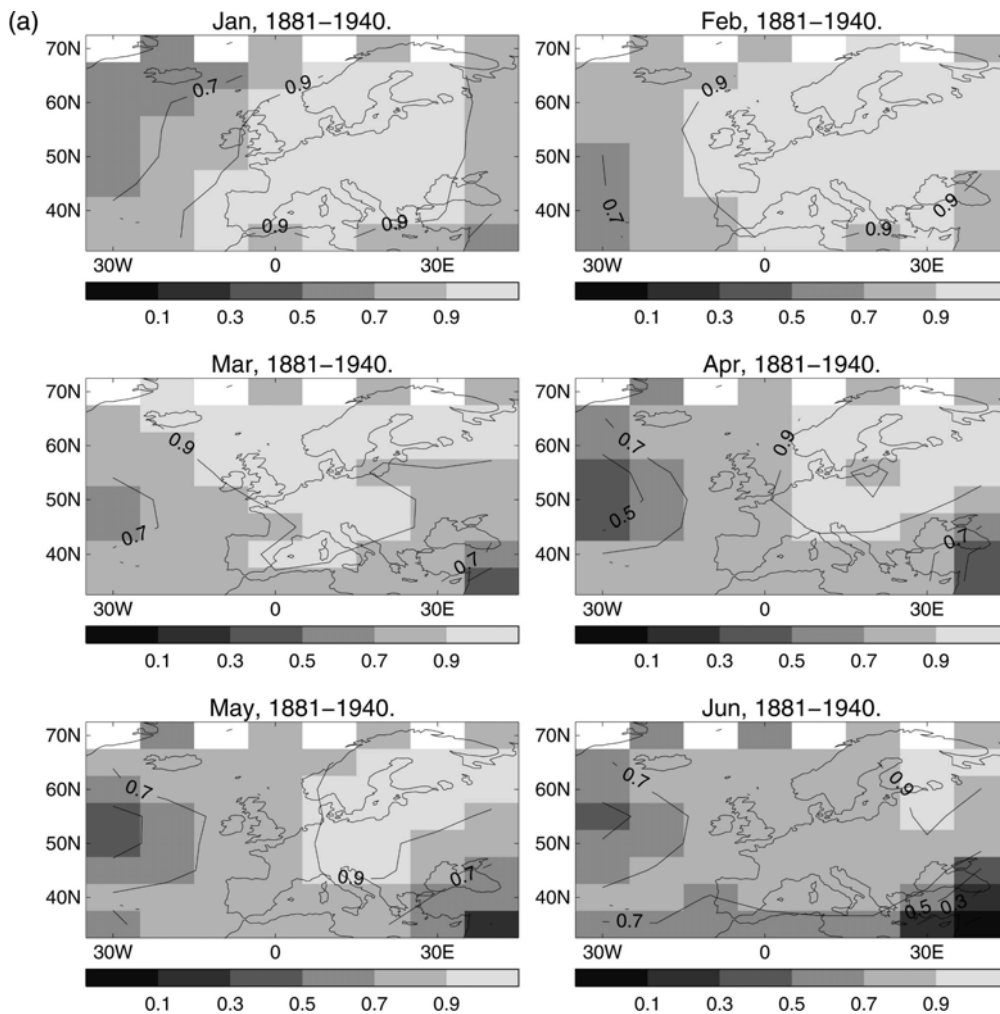 (a)
Jan, 1881–1940. Feb, 1881–1940.
70N 70N
0.7 0.9 0.9
60N 60N
50N 50N
40N 0.9 0.9 40N 0.7 0.9 0.9
30W 0 30E 30W 0 30E
0.1 0.3 0.5 0.7 0.9 0.1 0.3 0.5 0.7 0.9
Mar, 1881–1940. Apr, 1881–1940.
70N 70N
60N 0.9 60N 0.7 0.9
50N 50N 0.5
40N 0.7 0.7 40N 0.7
30W 0 30E 30W 0 30E
0.1 0.3 0.5 0.7 0.9 0.1 0.3 0.5 0.7 0.9
May, 1881–1940. Jun, 1881–1940.
70N 70N
60N 0.7 60N 0.7 0.9
50N 50N
40N 0.9 0.7 40N 0.7 0.5 0.3
30W 0 30E 30W 0 30E
0.1 0.3 0.5 0.7 0.9 0.1 0.3 0.5 0.7 0.9